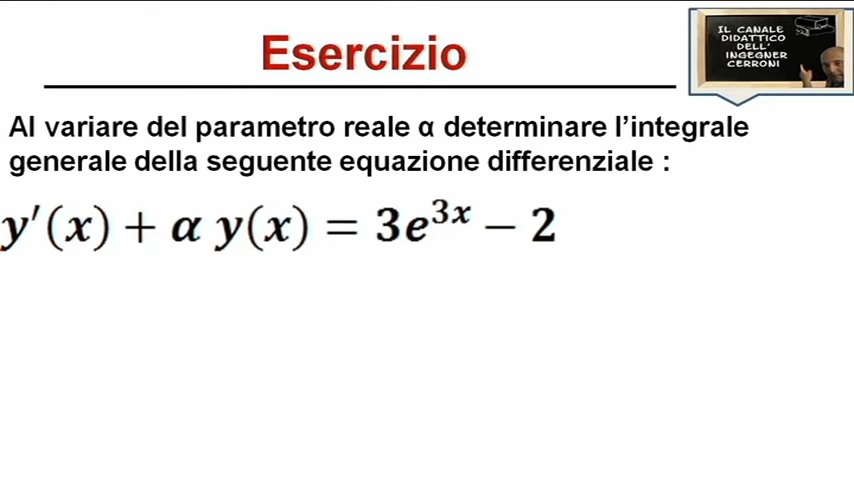 Esercizio
IL CANALE
DIDATTICO
DELL'
INGEGNER
CERRONI
Al variare del parametro reale α determinare l’integrale
generale della seguente equazione differenziale :
y′(x) + α y(x) = 3e^{3x} − 2